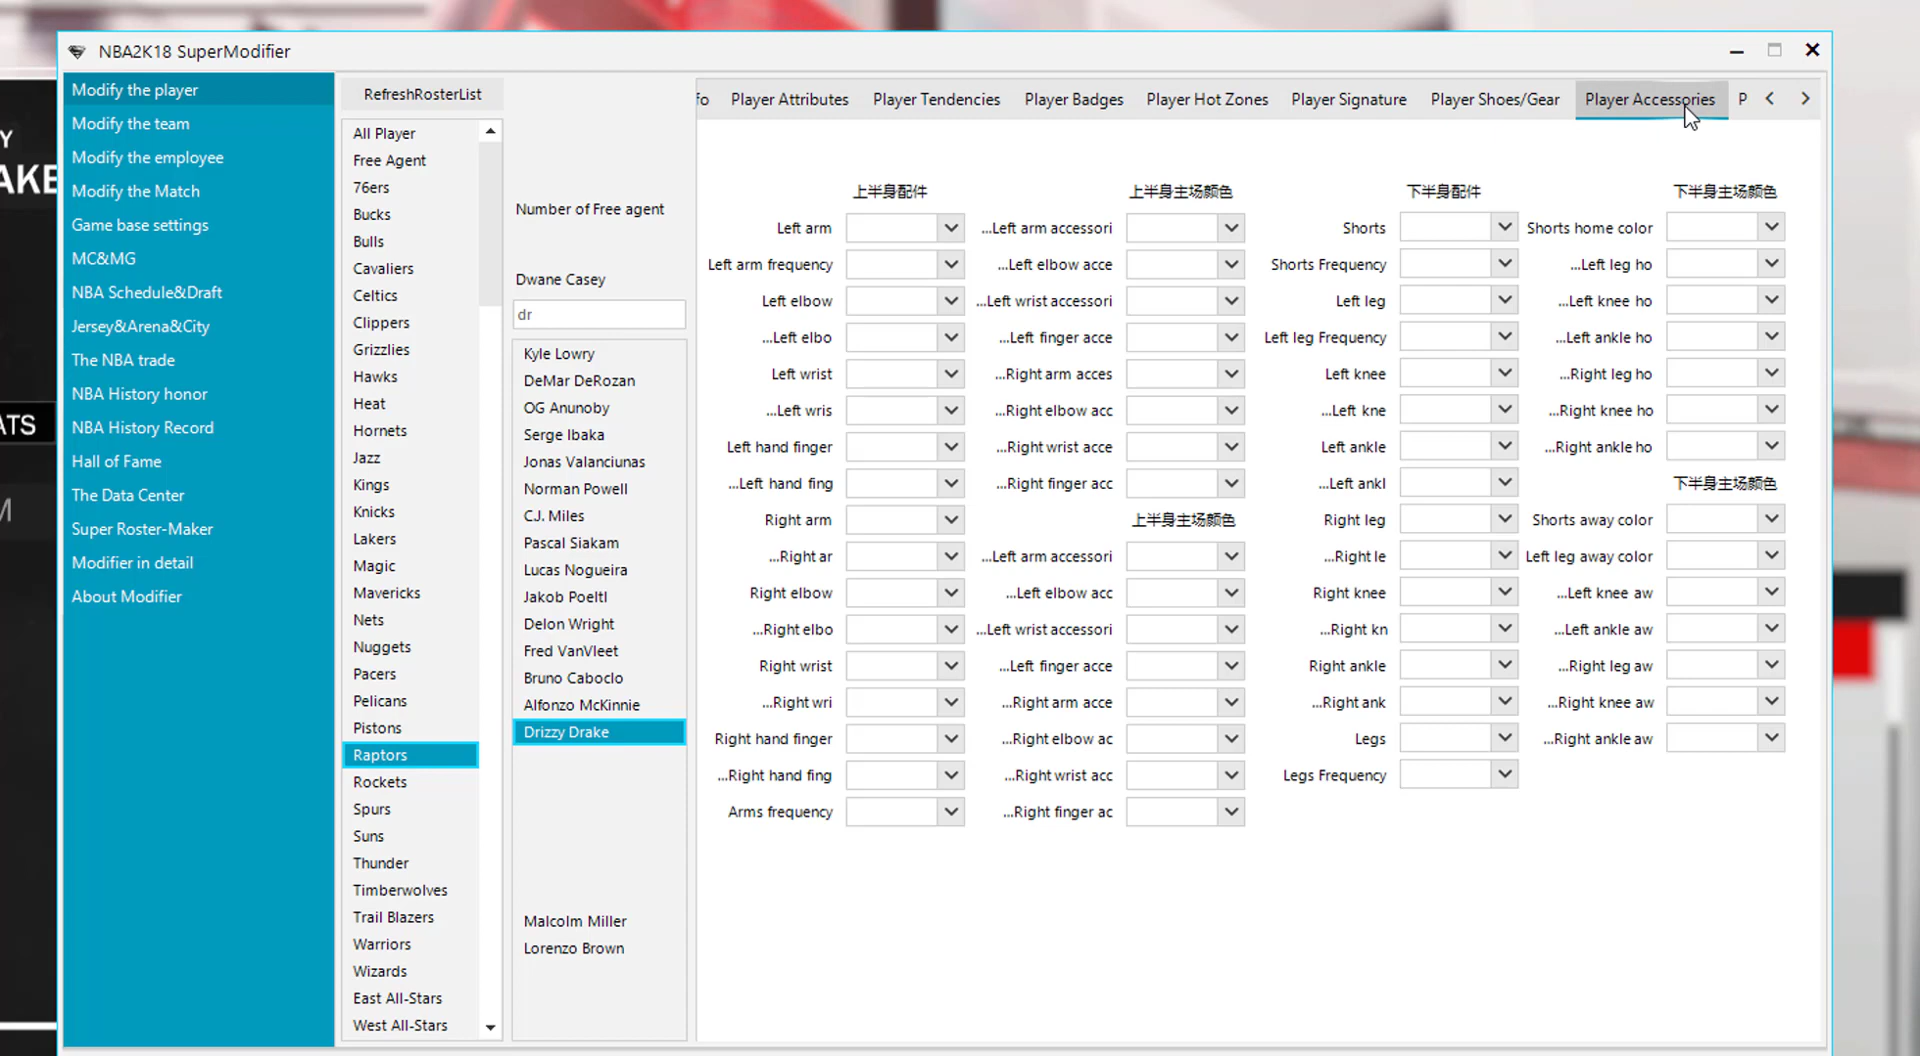 NBA2K18 SuperModifier
Modify the player
Modify the team
Modify the employee
Modify the Match
Game base settings
MC&MG
NBA Schedule&Draft
Jersey&Arena&City
The NBA trade
NBA History honor
NBA History Record
Hall of Fame
The Data Center
Super Roster-Maker
Modifier in detail
About Modifier
Y
AKE
ATS
M
RefreshRosterList
All Player
Free Agent
76ers
Bucks
Bulls
Cavaliers
Celtics
Clippers
Grizzlies
Hawks
Heat
Hornets
Jazz
Kings
Knicks
Lakers
Magic
Mavericks
Nets
Nuggets
Pacers
Pelicans
Pistons
Raptors
Rockets
Spurs
Suns
Thunder
Timberwolves
Trail Blazers
Warriors
Wizards
East All-Stars
West All-Stars
Number of Free agent
Dwane Casey
dr
Kyle Lowry
DeMar DeRozan
OG Anunoby
Serge Ibaka
Jonas Valanciunas
Norman Powell
C.J. Miles
Pascal Siakam
Lucas Nogueira
Jakob Poeltl
Delon Wright
Fred VanVleet
Bruno Caboclo
Alfonzo McKinnie
Drizzy Drake
Malcolm Miller
Lorenzo Brown
fo Player Attributes Player Tendencies Player Badges Player Hot Zones Player Signature Player Shoes/Gear Player Accessories P
上半身配件
Left arm
Left arm frequency
Left elbow
...Left elbo
Left wrist
...Left wris
Left hand finger
...Left hand fing
Right arm
...Right ar
Right elbow
...Right elbo
Right wrist
...Right wri
Right hand finger
...Right hand fing
Arms frequency
上半身主场颜色
...Left arm accessori
...Left elbow acce
...Left wrist accessori
...Left finger acce
...Right arm acces
...Right elbow acc
...Right wrist acce
...Right finger acc
上半身主场颜色
...Left arm accessori
...Left elbow acc
...Left wrist accessori
...Left finger acce
...Right arm acce
...Right elbow ac
...Right wrist acc
...Right finger ac
下半身配件
Shorts
Shorts Frequency
Left leg
Left leg Frequency
Left knee
...Left kne
Left ankle
...Left ankl
Right leg
...Right le
Right knee
...Right kn
Right ankle
...Right ank
Legs
Legs Frequency
下半身主场颜色
Shorts home color
...Left leg ho
...Left knee ho
...Left ankle ho
...Right leg ho
...Right knee ho
...Right ankle ho
下半身主场颜色
Shorts away color
Left leg away color
...Left knee aw
...Left ankle aw
...Right leg aw
...Right knee aw
...Right ankle aw